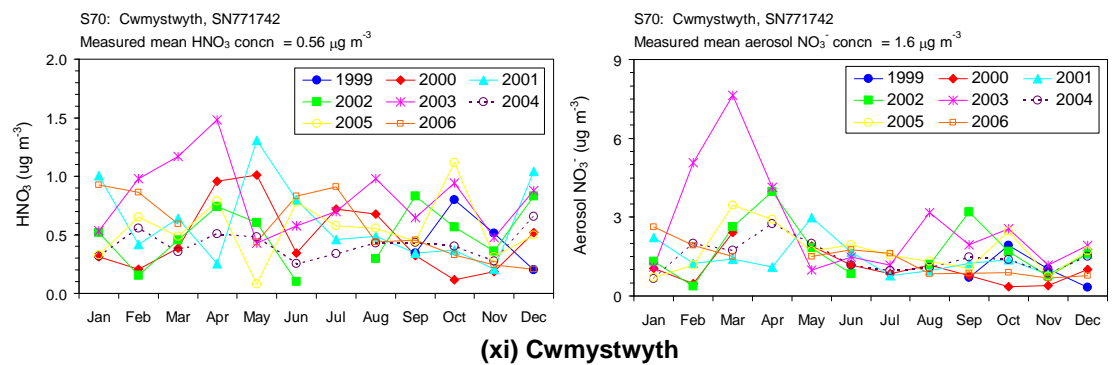 S70: Cwmystwyth, SN771742
Measured mean HNO₃ concn = 0.56 µg m⁻³
2.0
1.5
1.0
0.5
0.0
HNO₃ (ug m⁻³)
1999 2000 2001
2002 2003 2004
2005 2006
Jan Feb Mar Apr May Jun Jul Aug Sep Oct Nov Dec
S70: Cwmystwyth, SN771742
Measured mean aerosol NO₃⁻ concn = 1.6 µg m⁻³
9
6
3
0
Aerosol NO₃⁻ (ug m⁻³)
1999 2000 2001
2002 2003 2004
2005 2006
Jan Feb Mar Apr May Jun Jul Aug Sep Oct Nov Dec
(xi) Cwmystwyth